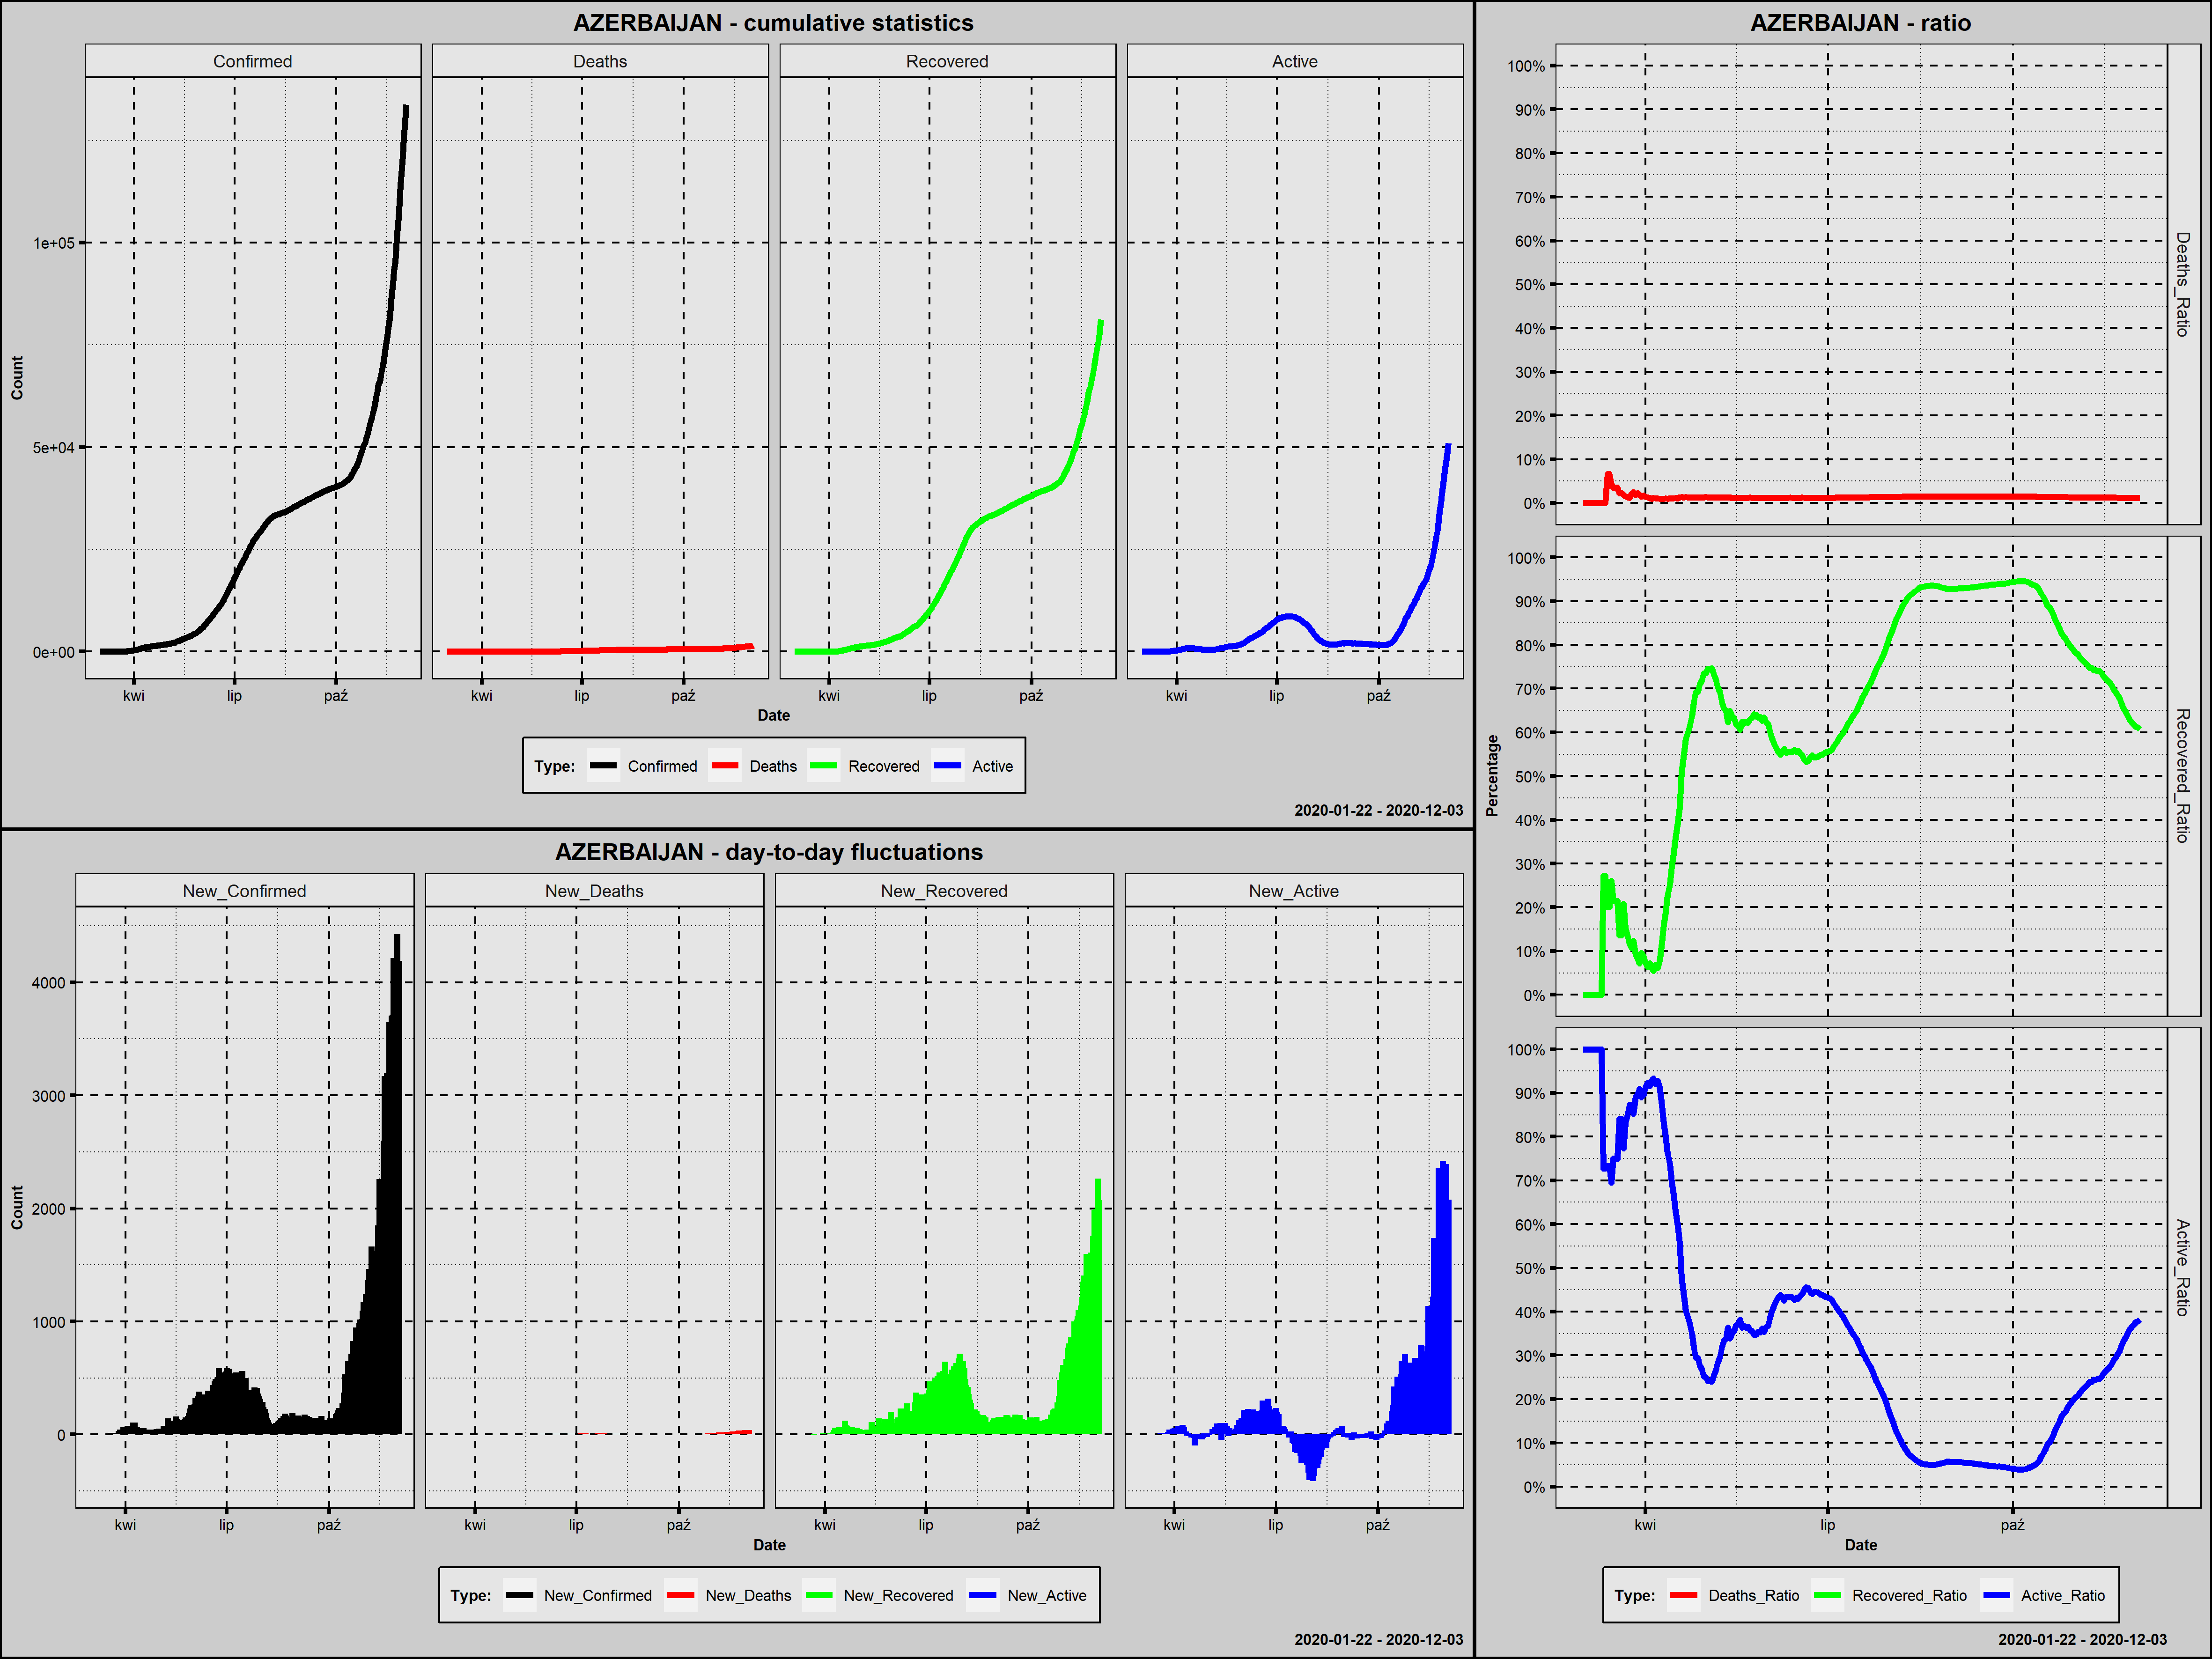 AZERBAIJAN - cumulative statistics
Confirmed Deaths Recovered Active
Count
1e+05
5e+04
0e+00
kwi lip paź kwi lip paź kwi lip paź kwi lip paź
Date
Type: Confirmed Deaths Recovered Active
2020-01-22 - 2020-12-03
AZERBAIJAN - day-to-day fluctuations
New_Confirmed New_Deaths New_Recovered New_Active
Count
4000
3000
2000
1000
0
kwi lip paź kwi lip paź kwi lip paź kwi lip paź
Date
Type: New_Confirmed New_Deaths New_Recovered New_Active
2020-01-22 - 2020-12-03
AZERBAIJAN - ratio
Percentage
100%
90%
80%
70%
60%
50%
40%
30%
20%
10%
0%
Deaths_Ratio
100%
90%
80%
70%
60%
50%
40%
30%
20%
10%
0%
Recovered_Ratio
100%
90%
80%
70%
60%
50%
40%
30%
20%
10%
0%
Active_Ratio
kwi lip paź
Date
Type: Deaths_Ratio Recovered_Ratio Active_Ratio
2020-01-22 - 2020-12-03